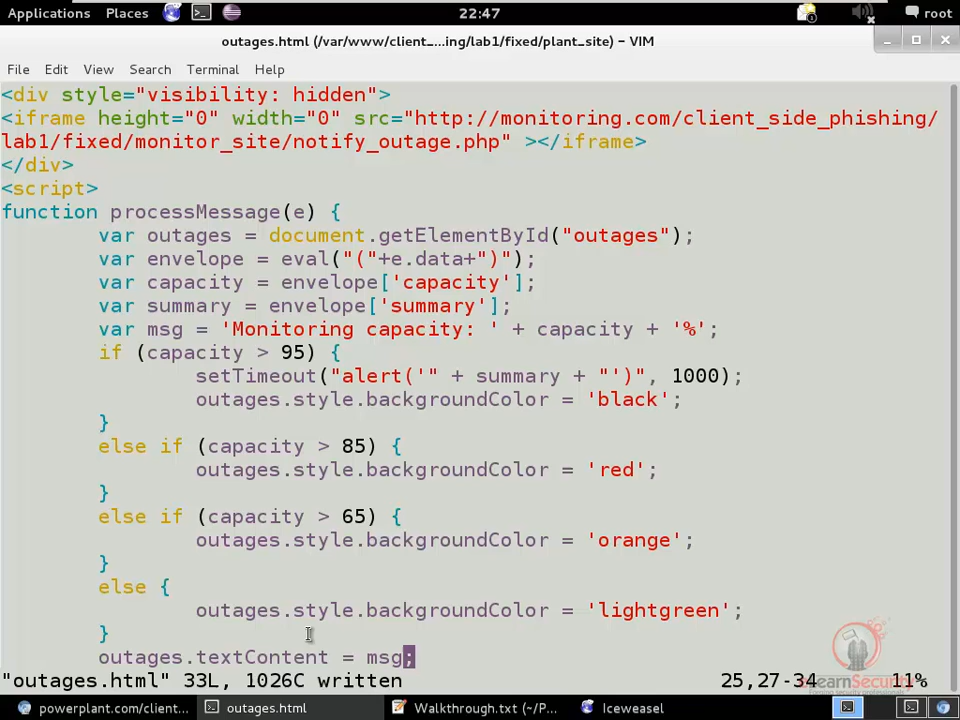 Applications Places 22:47 1 root
outages.html (/var/www/client_...ing/lab1/fixed/plant_site) – VIM
File Edit View Search Terminal Help
<div style="visibility: hidden">
<iframe height="0" width="0" src="http://monitoring.com/client_side_phishing/
lab1/fixed/monitor_site/notify_outage.php" ></iframe>
</div>
<script>
function processMessage(e) {
        var outages = document.getElementById("outages");
        var envelope = eval("("+e.data+")");
        var capacity = envelope['capacity'];
        var summary = envelope['summary'];
        var msg = 'Monitoring capacity: ' + capacity + '%';
        if (capacity > 95) {
                setTimeout("alert('" + summary + "')", 1000);
                outages.style.backgroundColor = 'black';
        }
        else if (capacity > 85) {
                outages.style.backgroundColor = 'red';
        }
        else if (capacity > 65) {
                outages.style.backgroundColor = 'orange';
        }
        else {
                outages.style.backgroundColor = 'lightgreen';
        }
        outages.textContent = msg;
eLearnSecurity
"outages.html" 33L, 1026C written 25,27-34 11%
powerplant.com/client... outages.html Walkthrough.txt (~/P... Iceweasel